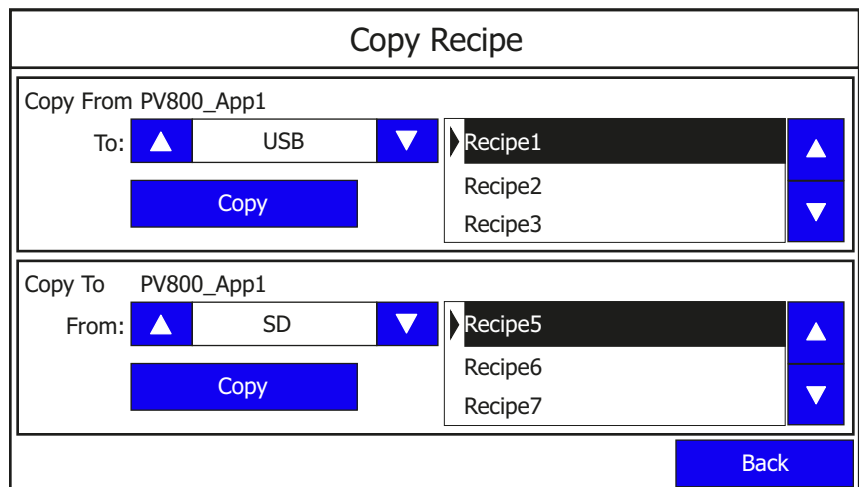 Copy Recipe
Copy From PV800_App1
To:
USB
Copy
Recipe1
Recipe2
Recipe3
Copy To PV800_App1
From:
SD
Copy
Recipe5
Recipe6
Recipe7
Back